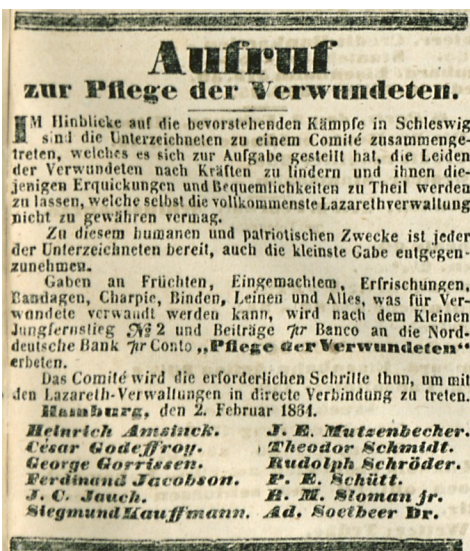 Aufruf
zur Pflege der Verwundeten.
IM Hinblicke auf die bevorstehenden Kämpfe in Schleswig
sind die Unterzeichneten zu einem Comité zusammenge-
treten, welches es sich zur Aufgabe gestellt hat, die Leiden
der Verwundeten nach Kräften zu lindern und ihnen die-
jenigen Erquickungen und Bequemlichkeiten zu Theil werden
zu lassen, welche selbst die vollkommenste Lazarethverwaltung
nicht zu gewähren vermag.
Zu diesem humanen und patriotischen Zwecke ist jeder
der Unterzeichneten bereit, auch die kleinste Gabe entgegen-
zunehmen.
Gaben an Früchten, Eingemachtem, Erfrischungen,
Bandagen, Charpie, Binden, Leinen und Alles, was für Ver-
wundete verwandt werden kann, wird nach dem Kleinen
Jungfernstieg № 2 und Beiträge pr Banco an die Nord-
deutsche Bank pr Conto „Pflege der Verwundeten“
erbeten.
Das Comité wird die erforderlichen Schritte thun, um mit
den Lazareth-Verwaltungen in directe Verbindung zu treten.
Hamburg, den 2. Februar 1864.
Heinrich Amsinck. J. E. Mutzenbecher.
César Godeffroy. Theodor Schmidt.
George Gorrissen. Rudolph Schröder.
Ferdinand Jacobson. P. E. Schütt.
J. C. Jauch. R. M. Sloman jr.
Siegmund Hauffmann. Ad. Soetbeer Dr.